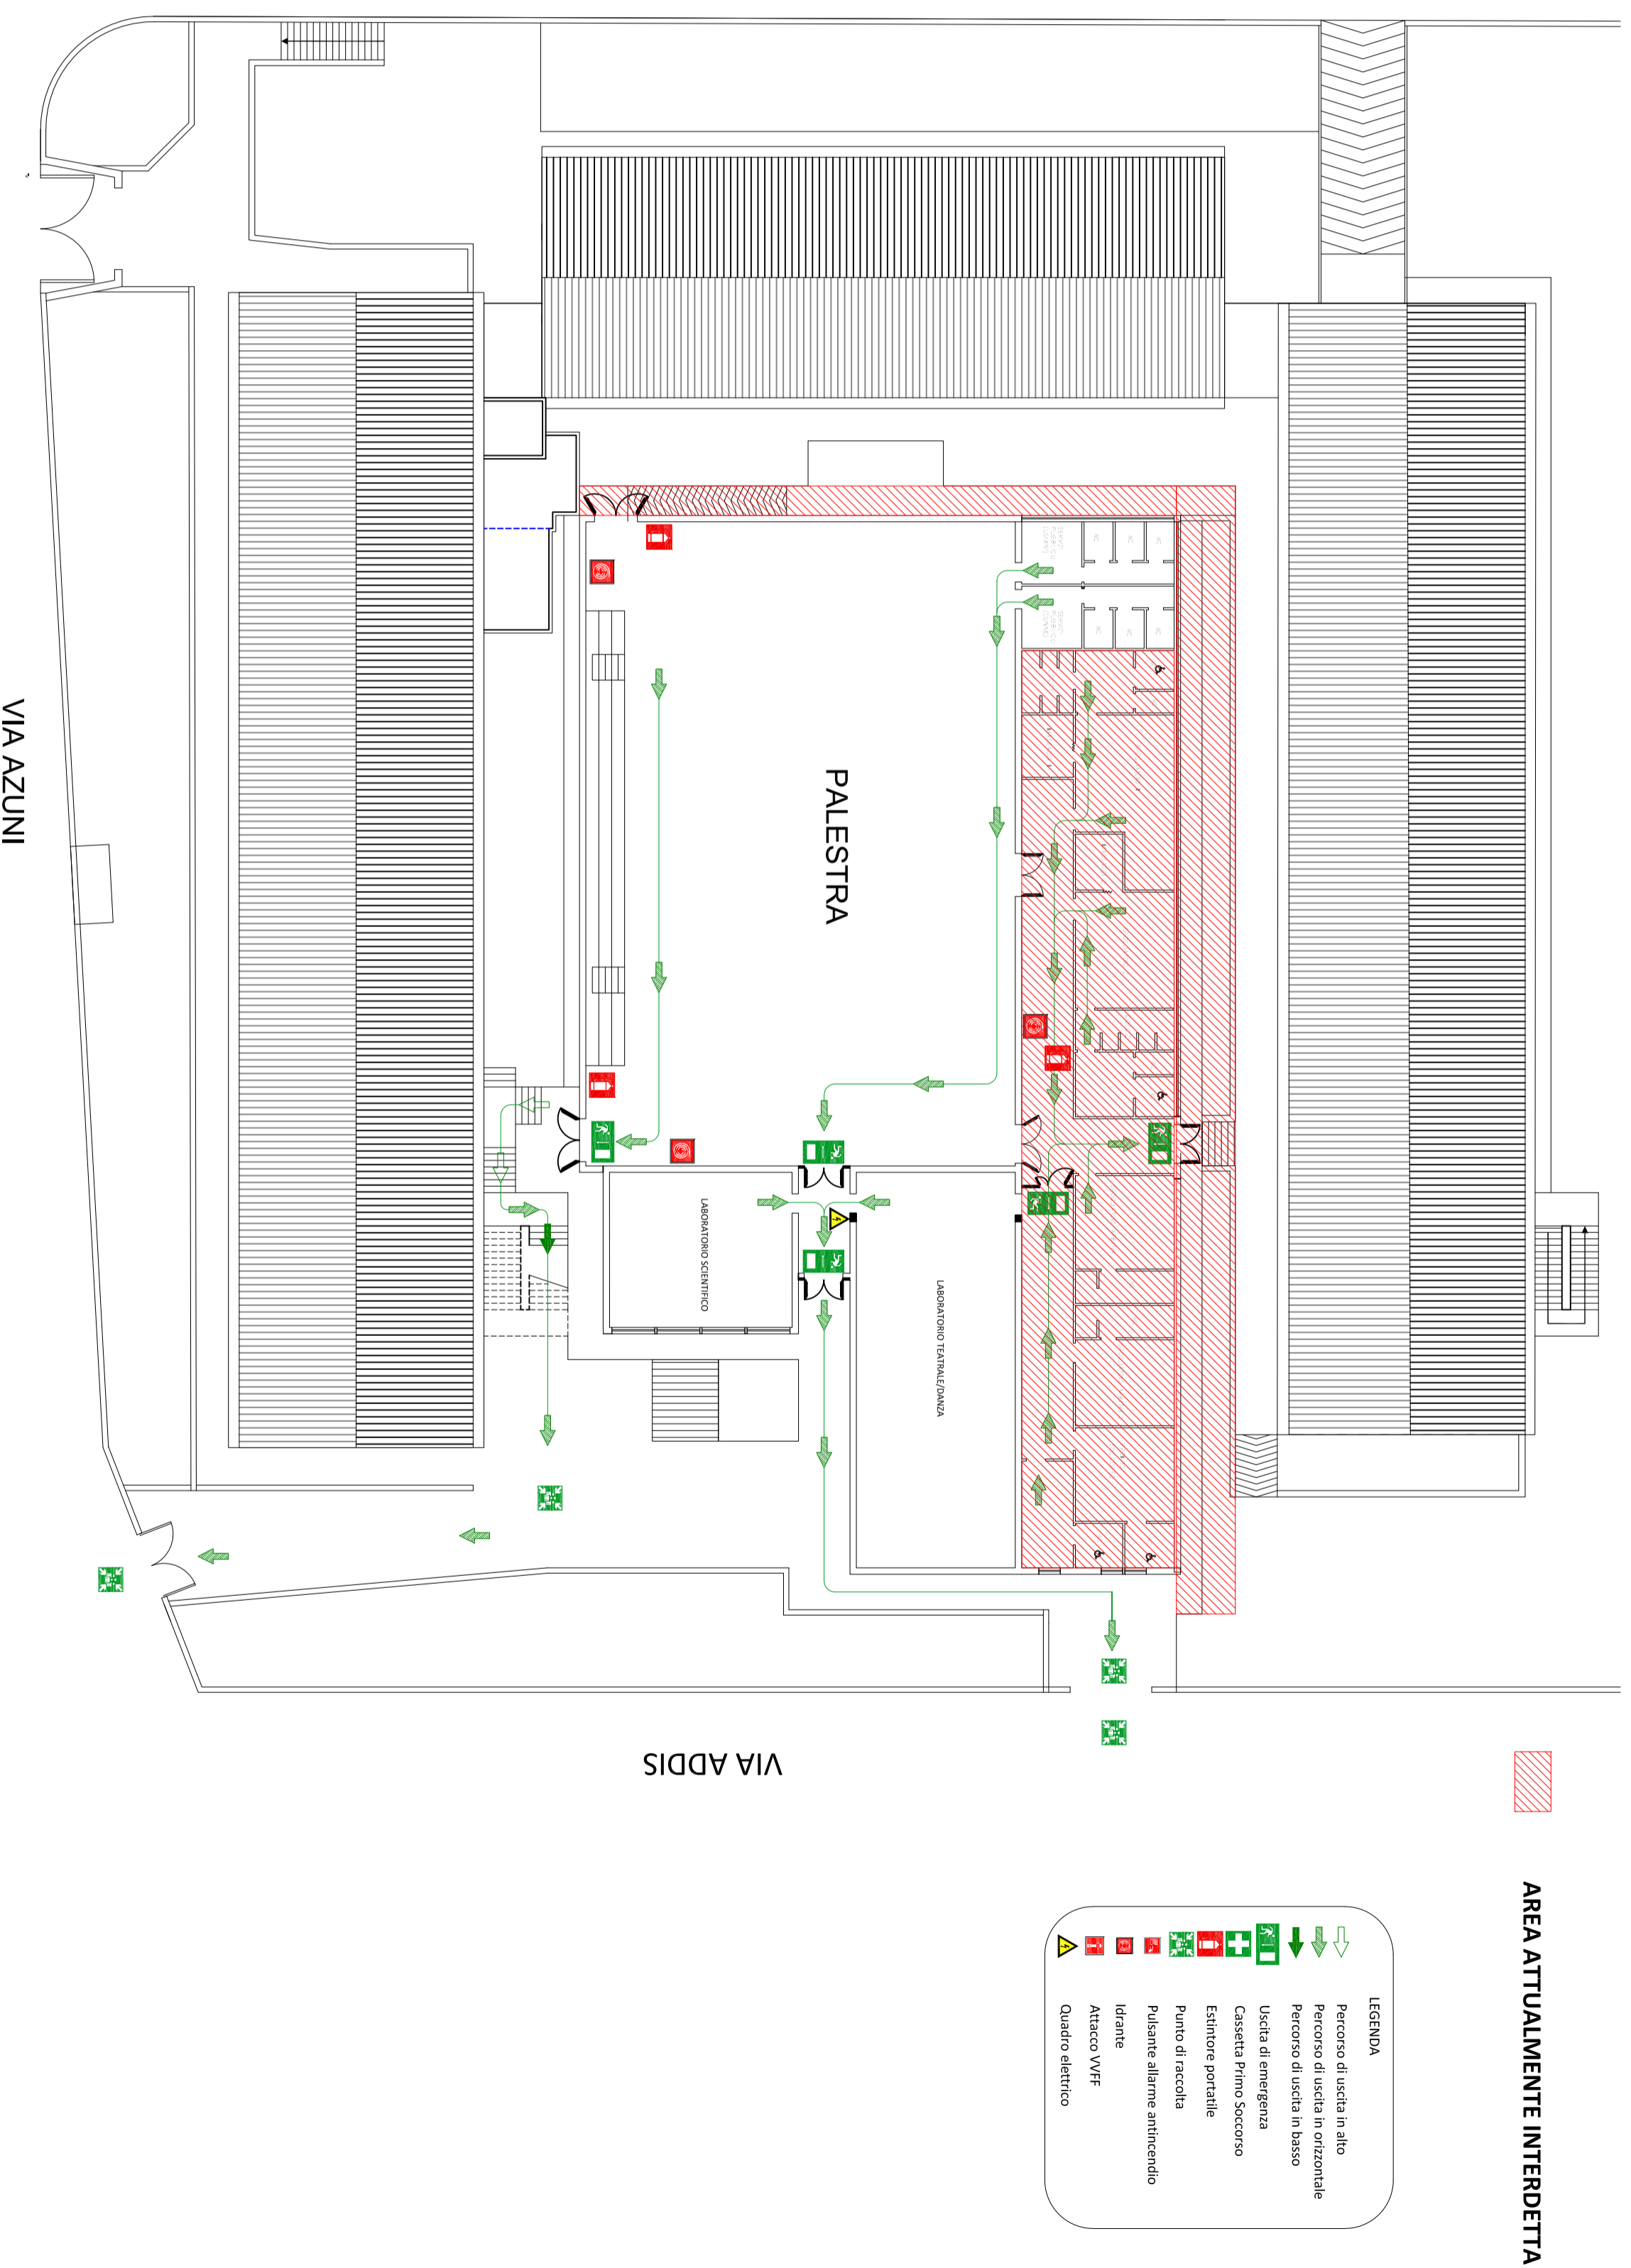 AREA ATTUALMENTE INTERDETTA
LEGENDA
Percorso di uscita in alto
Percorso di uscita in orizzontale
Percorso di uscita in basso
Uscita di emergenza
Cassetta Primo Soccorso
Estintore portatile
Punto di raccolta
Pulsante allarme antincendio
Idrante
Attacco VVFF
Quadro elettrico
PALESTRA
LABORATORIO TEATRALE/DANZA
LABORATORIO SCIENTIFICO
VIA ADDIS
VIA AZUNI